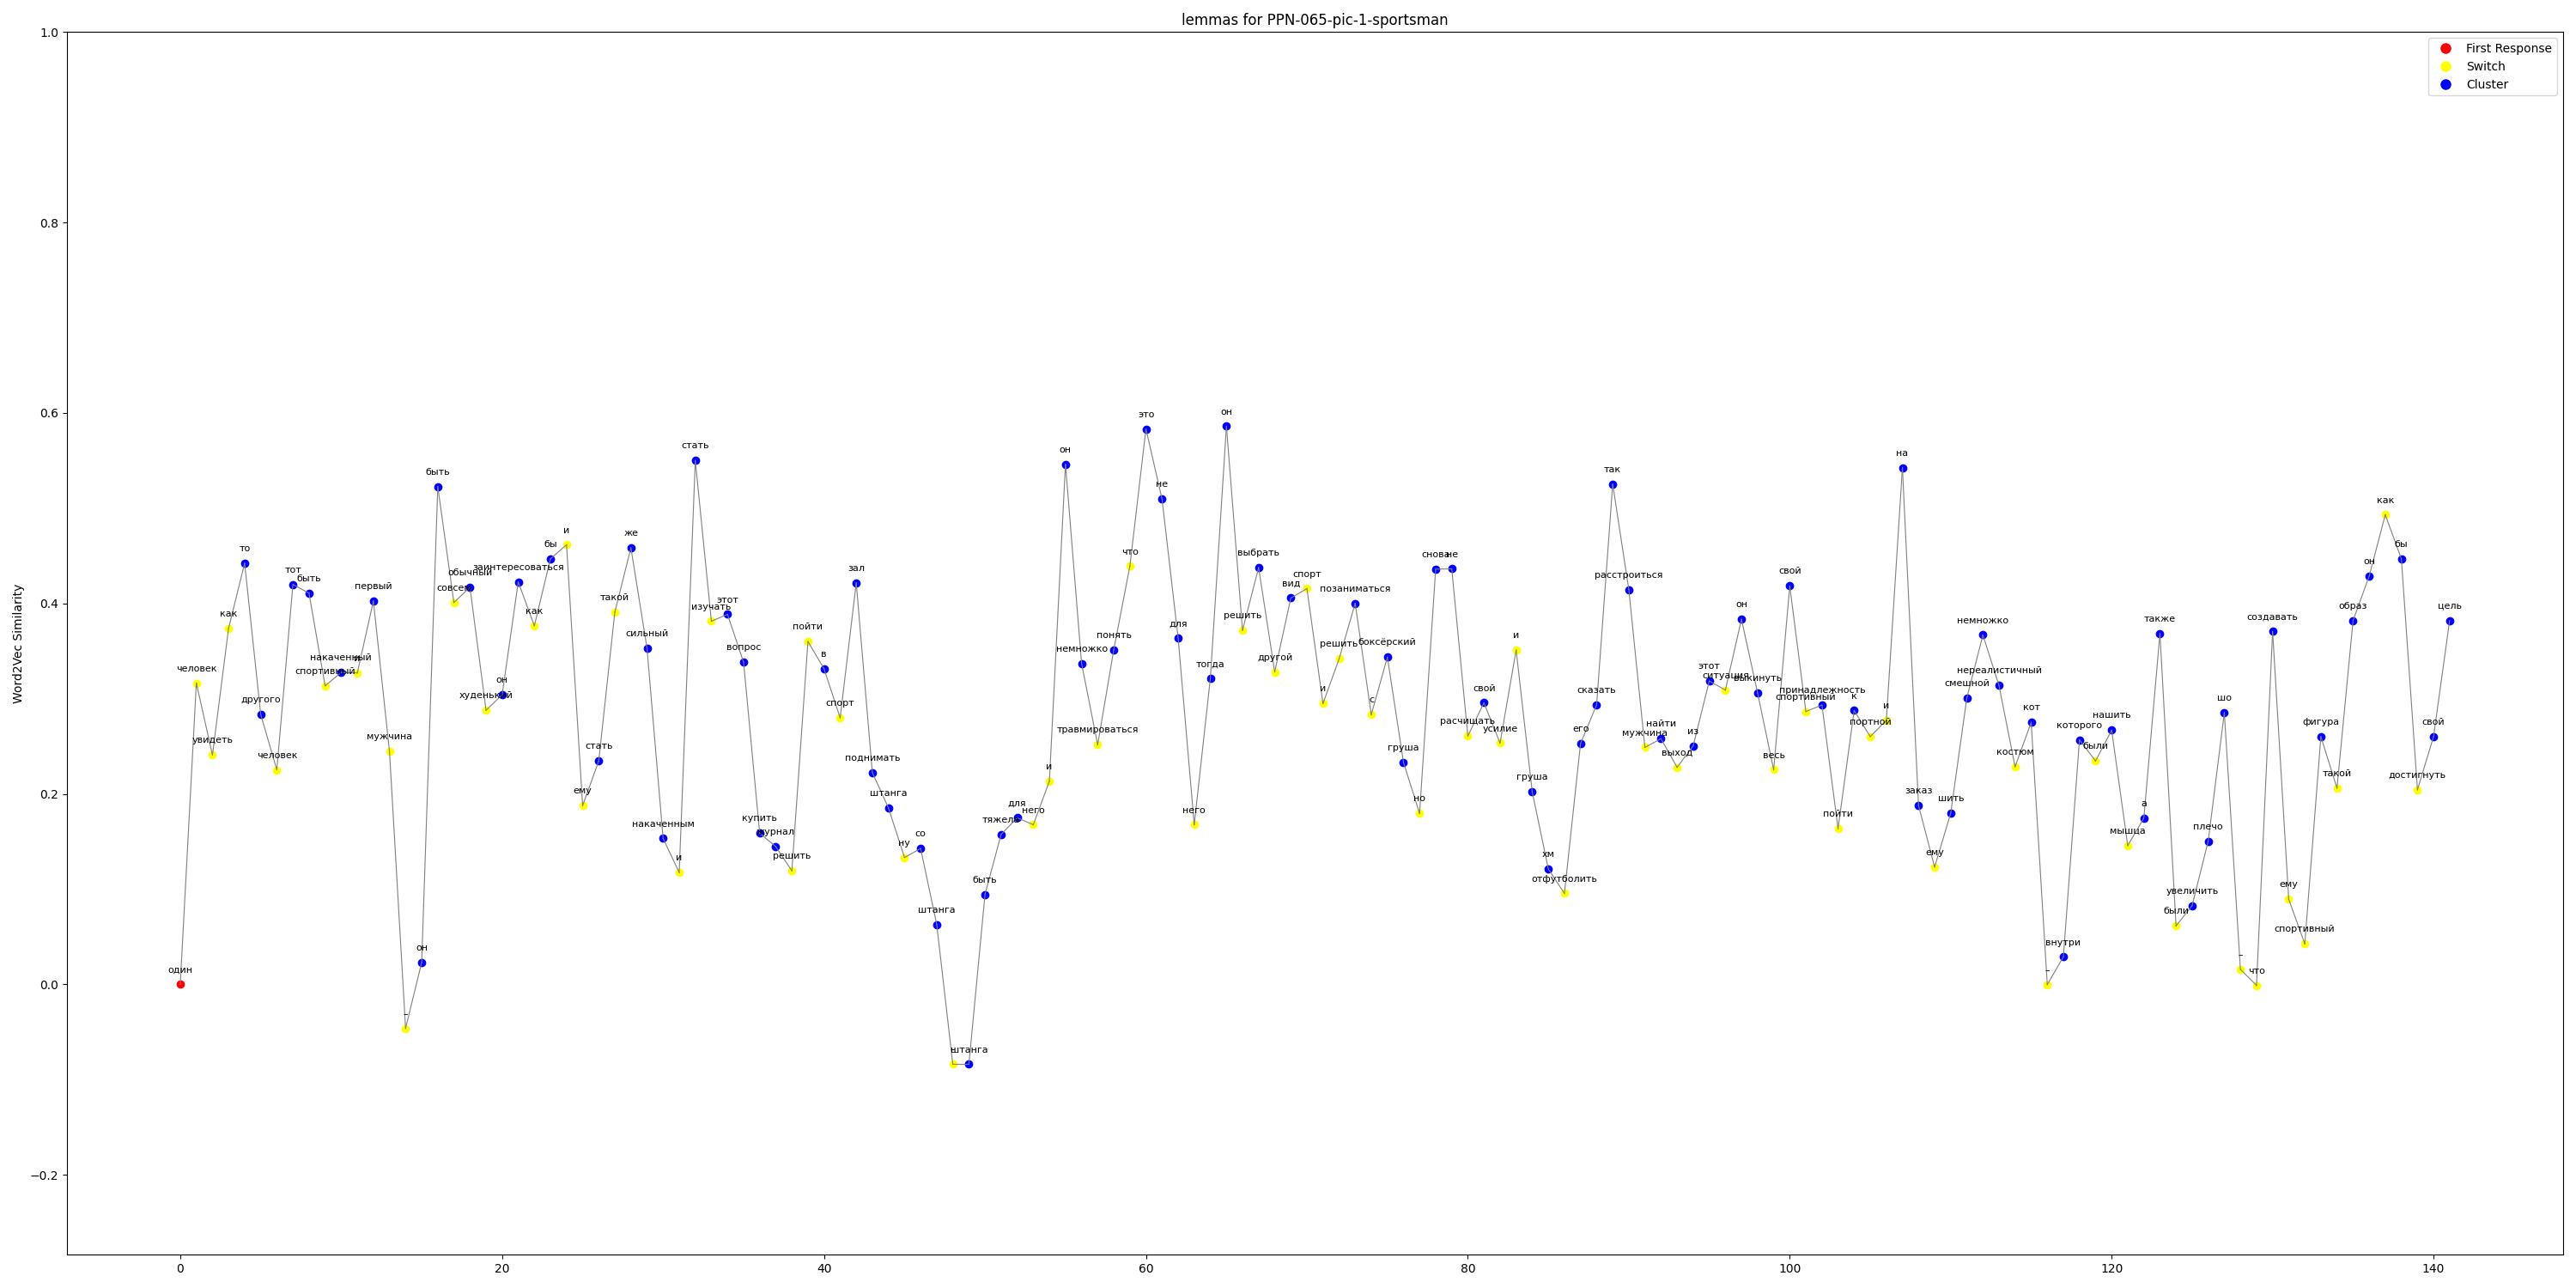 lemmas for PPN-065-pic-1-sportsman
First Response
Switch
Cluster
Word2Vec Similarity
1.0
0.8
0.6
0.4
0.2
0.0
−0.2
0
20
40
60
80
100
120
140
один
человек
увидеть
как
то
другого
человек
тот
быть
спортивный
накаченный
и
первый
мужчина
–
он
быть
совсем
обычный
худенький
он
заинтересоваться
как
бы
и
ему
стать
такой
же
сильный
накаченным
и
стать
изучать
этот
вопрос
купить
журнал
решить
пойти
в
спорт
зал
поднимать
штанга
ну
со
штанга
штанга
быть
тяжела
для
него
и
он
немножко
травмироваться
понять
что
это
не
для
него
тогда
он
решить
выбрать
другой
вид
спорт
и
решить
позаниматься
с
боксёрский
груша
но
снова
не
расчищать
свой
усилие
и
груша
хм
отфутболить
его
сказать
так
расстроиться
мужчина
найти
выход
из
этот
ситуация
он
выкинуть
весь
свой
спортивный
принадлежность
пойти
к
портной
и
на
заказ
ему
шить
смешной
немножко
нереалистичный
костюм
кот
–
внутри
которого
были
нашить
мышца
а
также
были
увеличить
плечо
шо
–
что
создавать
ему
спортивный
фигура
такой
образ
он
как
бы
достигнуть
свой
цель